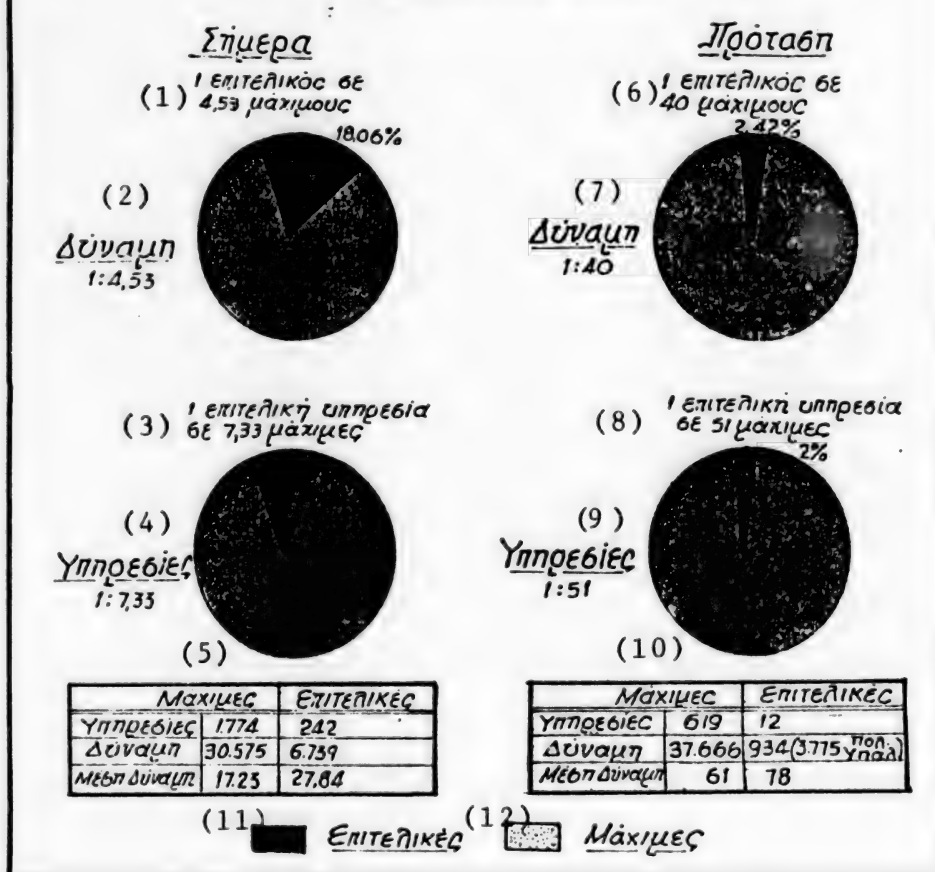 Σήμερα
(1) 1 επιτελικός σε
4,53 μάχιμους
18,06%
(2)
Δύναμη
1:4,53
(3) 1 επιτελική υπηρεσία
σε 7,33 μάχιμες
(4)
Υπηρεσίες
1:7,33
(5)
Μάχιμες Επιτελικές
Υπηρεσίες 1.774 242
Δύναμη 30.575 6.739
Μέση Δύναμη 17.23 27,84
Πρόταση
(6) 1 επιτελικός σε
40 μάχιμους
2,42%
(7)
Δύναμη
1:40
(8) 1 επιτελική υπηρεσία
σε 51 μάχιμες
2%
(9)
Υπηρεσίες
1:51
(10)
Μάχιμες Επιτελικές
Υπηρεσίες 619 12
Δύναμη 37.666 934 (3.775 πολ. υπάλ.)
Μέση Δύναμη 61 78
(11) Επιτελικές (12) Μάχιμες